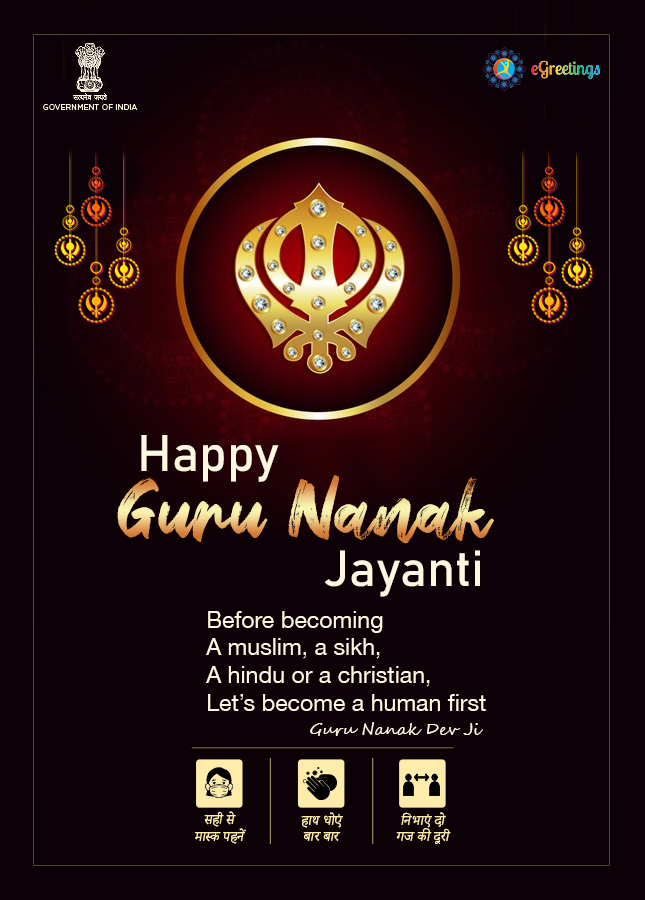 सत्यमेव जयते
GOVERNMENT OF INDIA
eGreetings
Happy
Guru Nanak
Jayanti
Before becoming
A muslim, a sikh,
A hindu or a christian,
Let's become a human first
Guru Nanak Dev Ji
सही से
मास्क पहनें
हाथ धोएं
बार बार
निभाएं दो
गज की दूरी